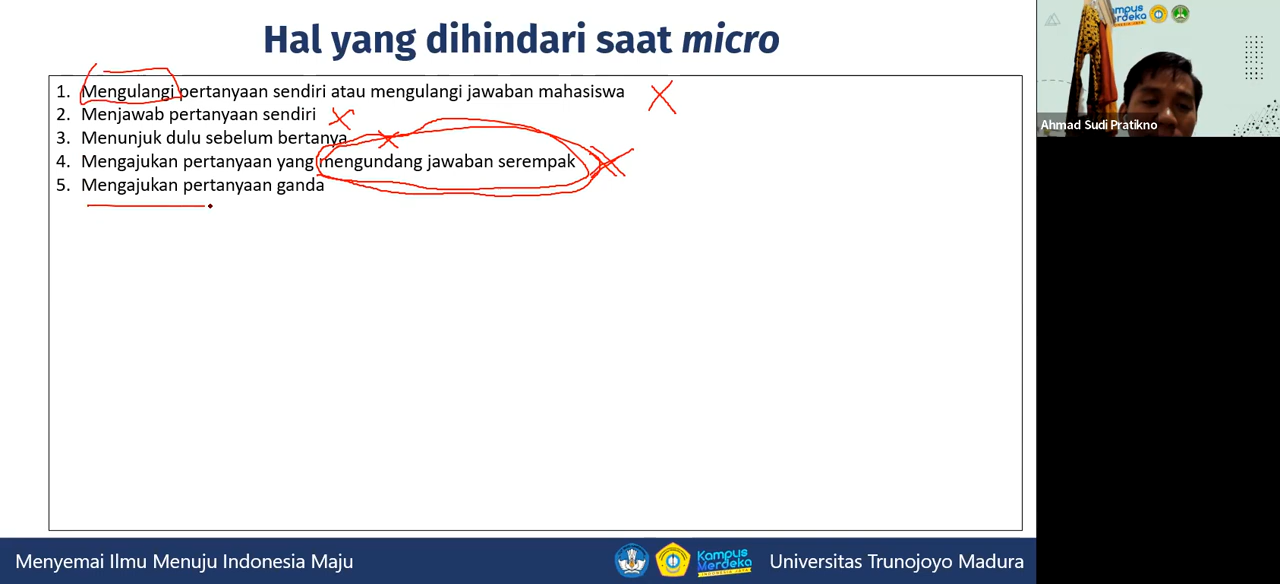 Hal yang dihindari saat micro
1. Mengulangi pertanyaan sendiri atau mengulangi jawaban mahasiswa
2. Menjawab pertanyaan sendiri
3. Menunjuk dulu sebelum bertanya
4. Mengajukan pertanyaan yang mengundang jawaban serempak
5. Mengajukan pertanyaan ganda
Ahmad Sudi Pratikno
Menyemai Ilmu Menuju Indonesia Maju
Kampus
Merdeka
INDONESIA JAYA
Universitas Trunojoyo Madura